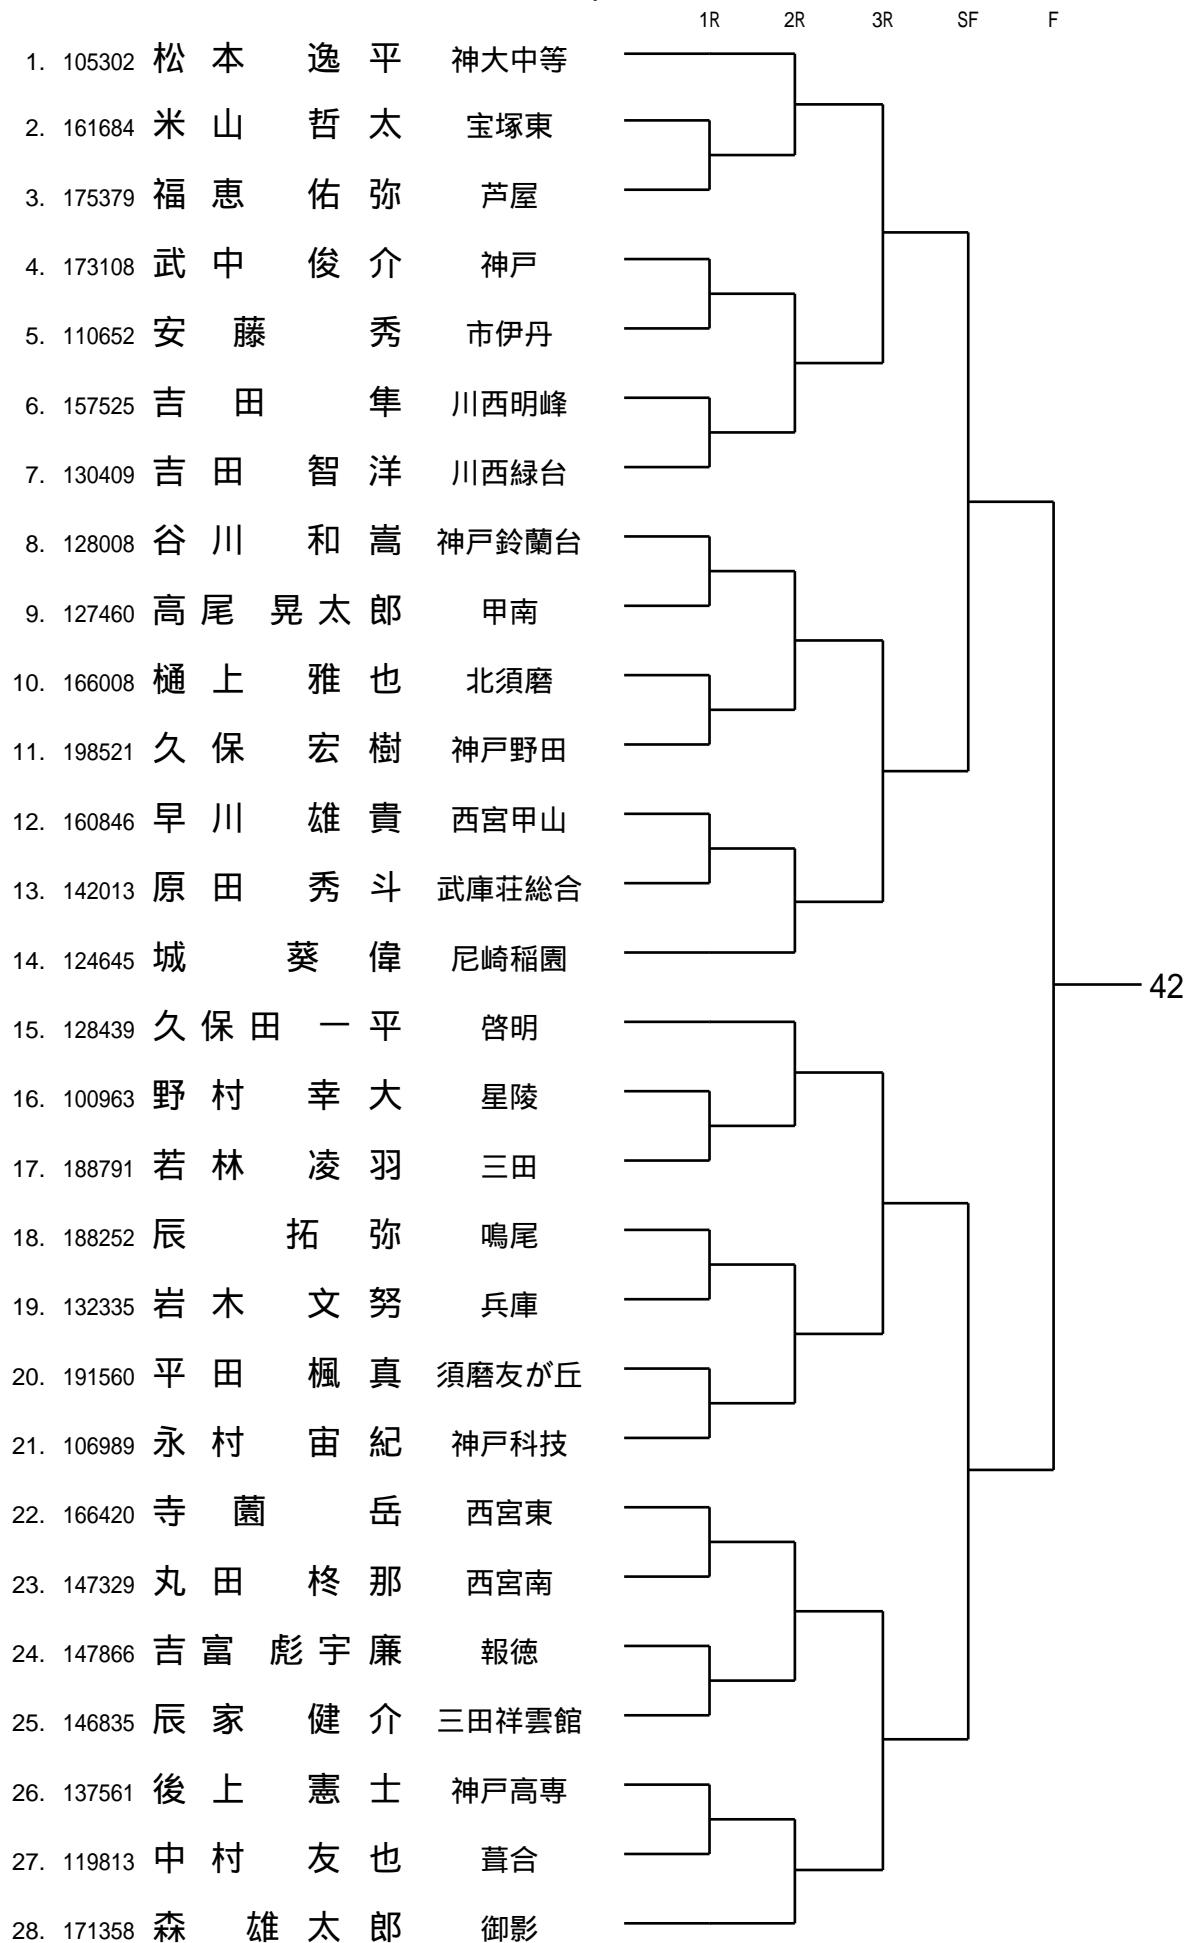 1R 2R 3R SF F
1. 105302 松本 逸平 神大中等
2. 161684 米山 哲太 宝塚東
3. 175379 福恵 佑弥 芦屋
4. 173108 武中 俊介 神戸
5. 110652 安藤 秀 市伊丹
6. 157525 吉田 隼 川西明峰
7. 130409 吉田 智洋 川西緑台
8. 128008 谷川 和嵩 神戸鈴蘭台
9. 127460 高尾 晃太郎 甲南
10. 166008 樋上 雅也 北須磨
11. 198521 久保 宏樹 神戸野田
12. 160846 早川 雄貴 西宮甲山
13. 142013 原田 秀斗 武庫荘総合
14. 124645 城 葵偉 尼崎稲園
42
15. 128439 久保田 一平 啓明
16. 100963 野村 幸大 星陵
17. 188791 若林 凌羽 三田
18. 188252 辰 拓弥 鳴尾
19. 132335 岩木 文努 兵庫
20. 191560 平田 楓真 須磨友が丘
21. 106989 永村 宙紀 神戸科技
22. 166420 寺薗 岳 西宮東
23. 147329 丸田 柊那 西宮南
24. 147866 吉富 彪宇廉 報徳
25. 146835 辰家 健介 三田祥雲館
26. 137561 後上 憲士 神戸高専
27. 119813 中村 友也 葺合
28. 171358 森 雄太郎 御影